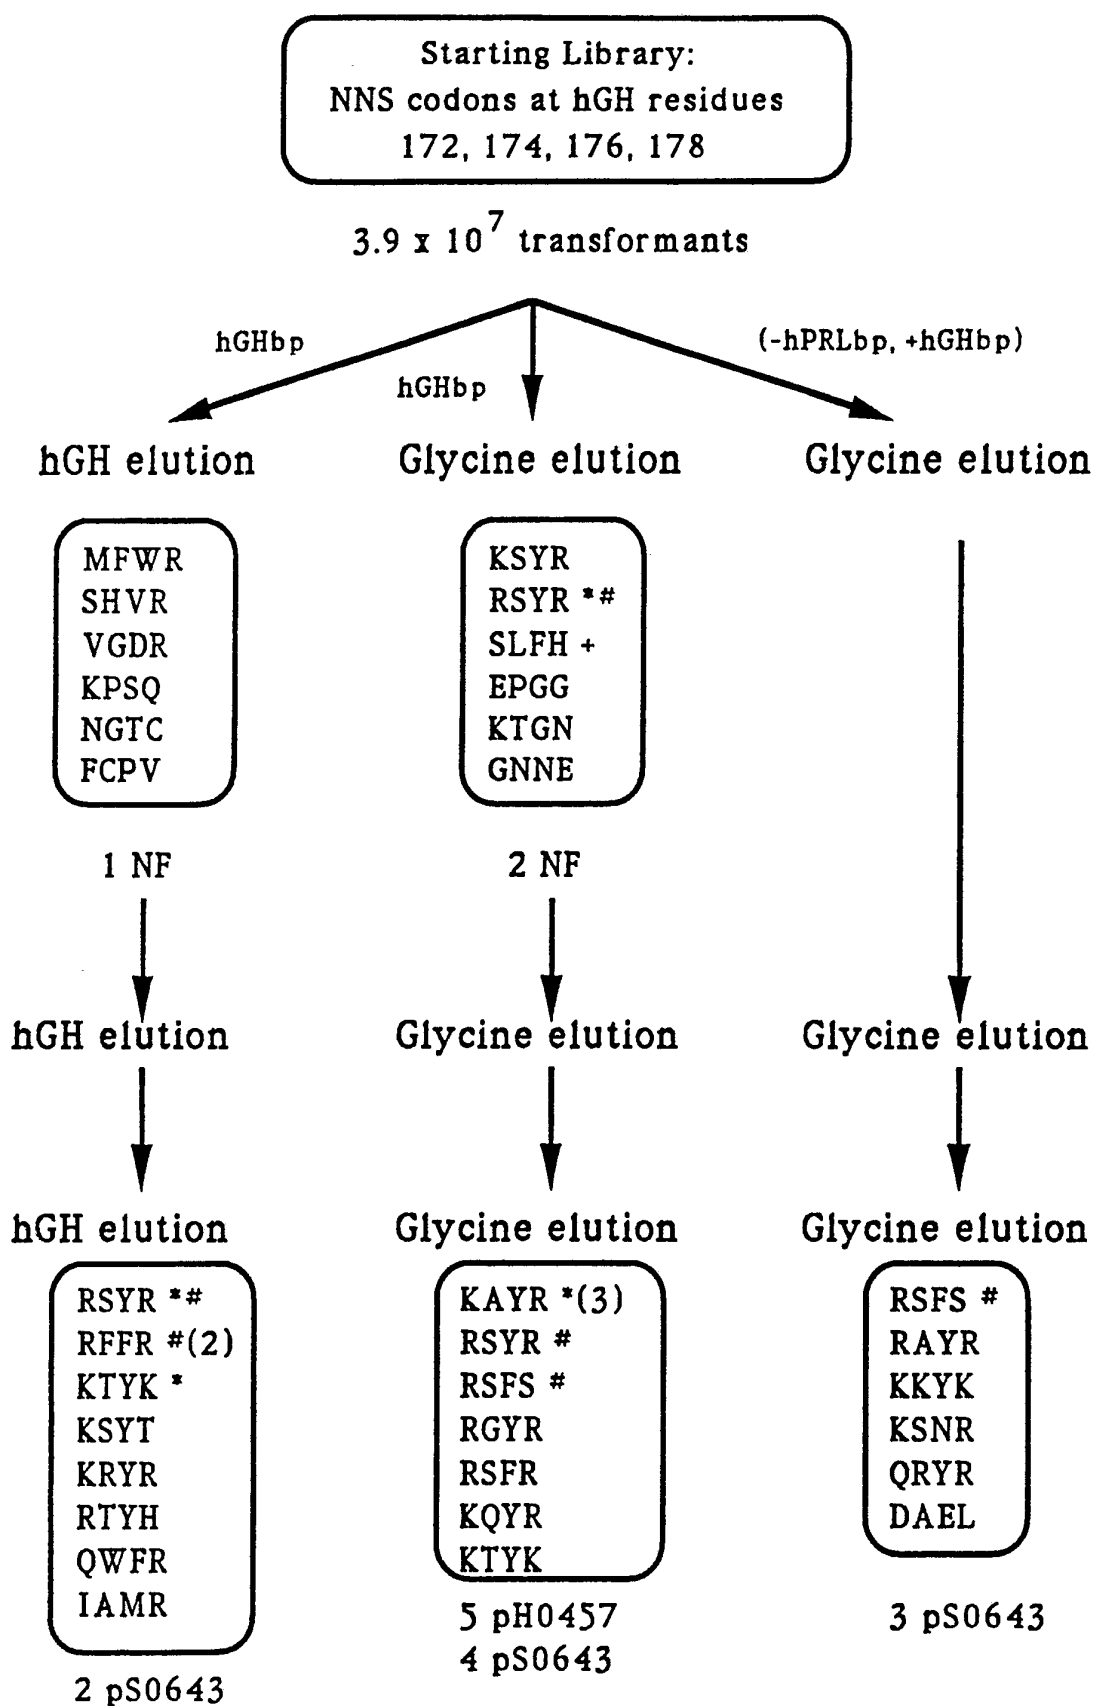 Starting Library:
NNS codons at hGH residues
172, 174, 176, 178
3.9 x 10^7 transformants
hGHbp
hGHbp
(-hPRLbp, +hGHbp)
hGH elution
Glycine elution
Glycine elution
MFWR
SHVR
VGDR
KPSQ
NGTC
FCPV
1 NF
KSYR
RSYR *#
SLFH +
EPGG
KTGN
GNNE
2 NF
hGH elution
Glycine elution
Glycine elution
hGH elution
Glycine elution
Glycine elution
RSYR *#
RFFR #(2)
KTYK *
KSYT
KRYR
RTYH
QWFR
IAMR
2 pS0643
KAYR *(3)
RSYR #
RSFS #
RGYR
RSFR
KQYR
KTYK
5 pH0457
4 pS0643
RSFS #
RAYR
KKYK
KSNR
QRYR
DAEL
3 pS0643